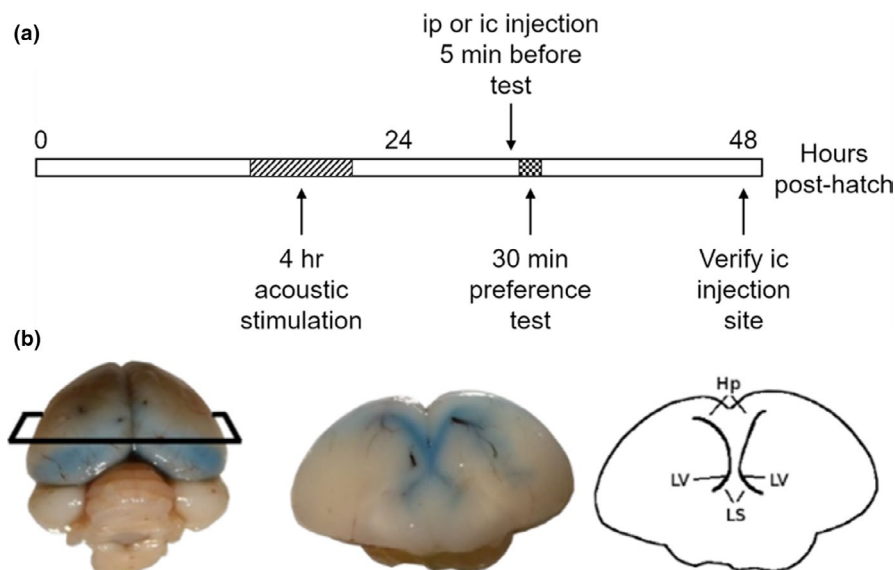 (a)
ip or ic injection
5 min before
test
0
24
48
Hours
post-hatch
4 hr
acoustic
stimulation
30 min
preference
test
Verify ic
injection
site
(b)
Hp
LV
LV
LS